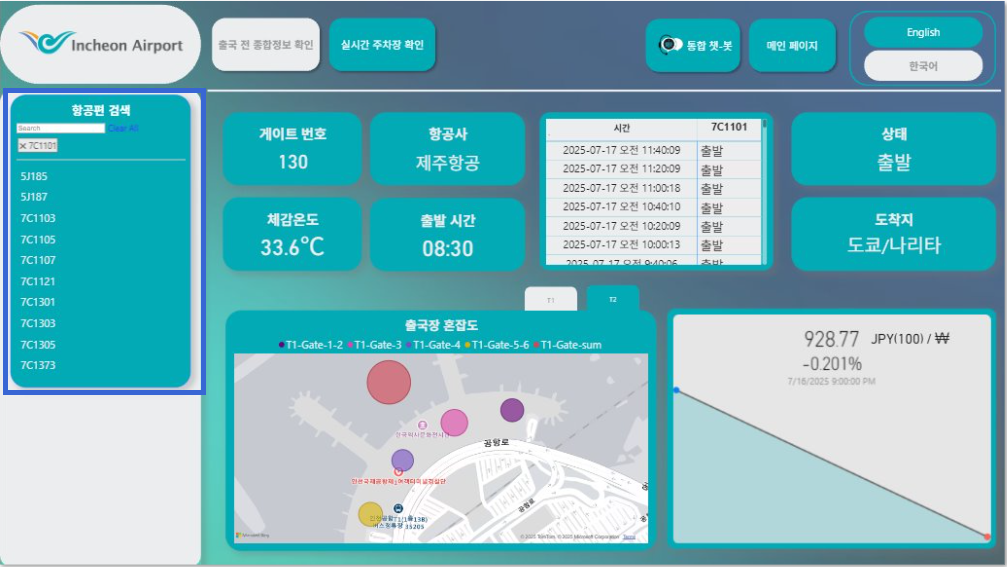 Incheon Airport
출국 전 종합정보 확인
실시간 주차장 확인
통합 챗-봇
메인 페이지
English
한국어
항공편 검색
Search
Clear All
× 7C1101
5J185
5J187
7C1103
7C1105
7C1107
7C1121
7C1301
7C1303
7C1305
7C1373
게이트 번호
130
항공사
제주항공
체감온도
33.6℃
출발 시간
08:30
시간 7C1101
2025-07-17 오전 11:40:09 출발
2025-07-17 오전 11:20:09 출발
2025-07-17 오전 11:00:18 출발
2025-07-17 오전 10:40:10 출발
2025-07-17 오전 10:20:09 출발
2025-07-17 오전 10:00:13 출발
2025-07-17 오전 9:40:06 출발
상태
출발
도착지
도쿄/나리타
T1
T2
출국장 혼잡도
T1-Gate-1-2 T1-Gate-3 T1-Gate-4 T1-Gate-5-6 T1-Gate-sum
공항로
공항로
Microsoft Bing
Terms
928.77 JPY(100) / ₩
-0.201%
7/18/2025 9:00:00 PM